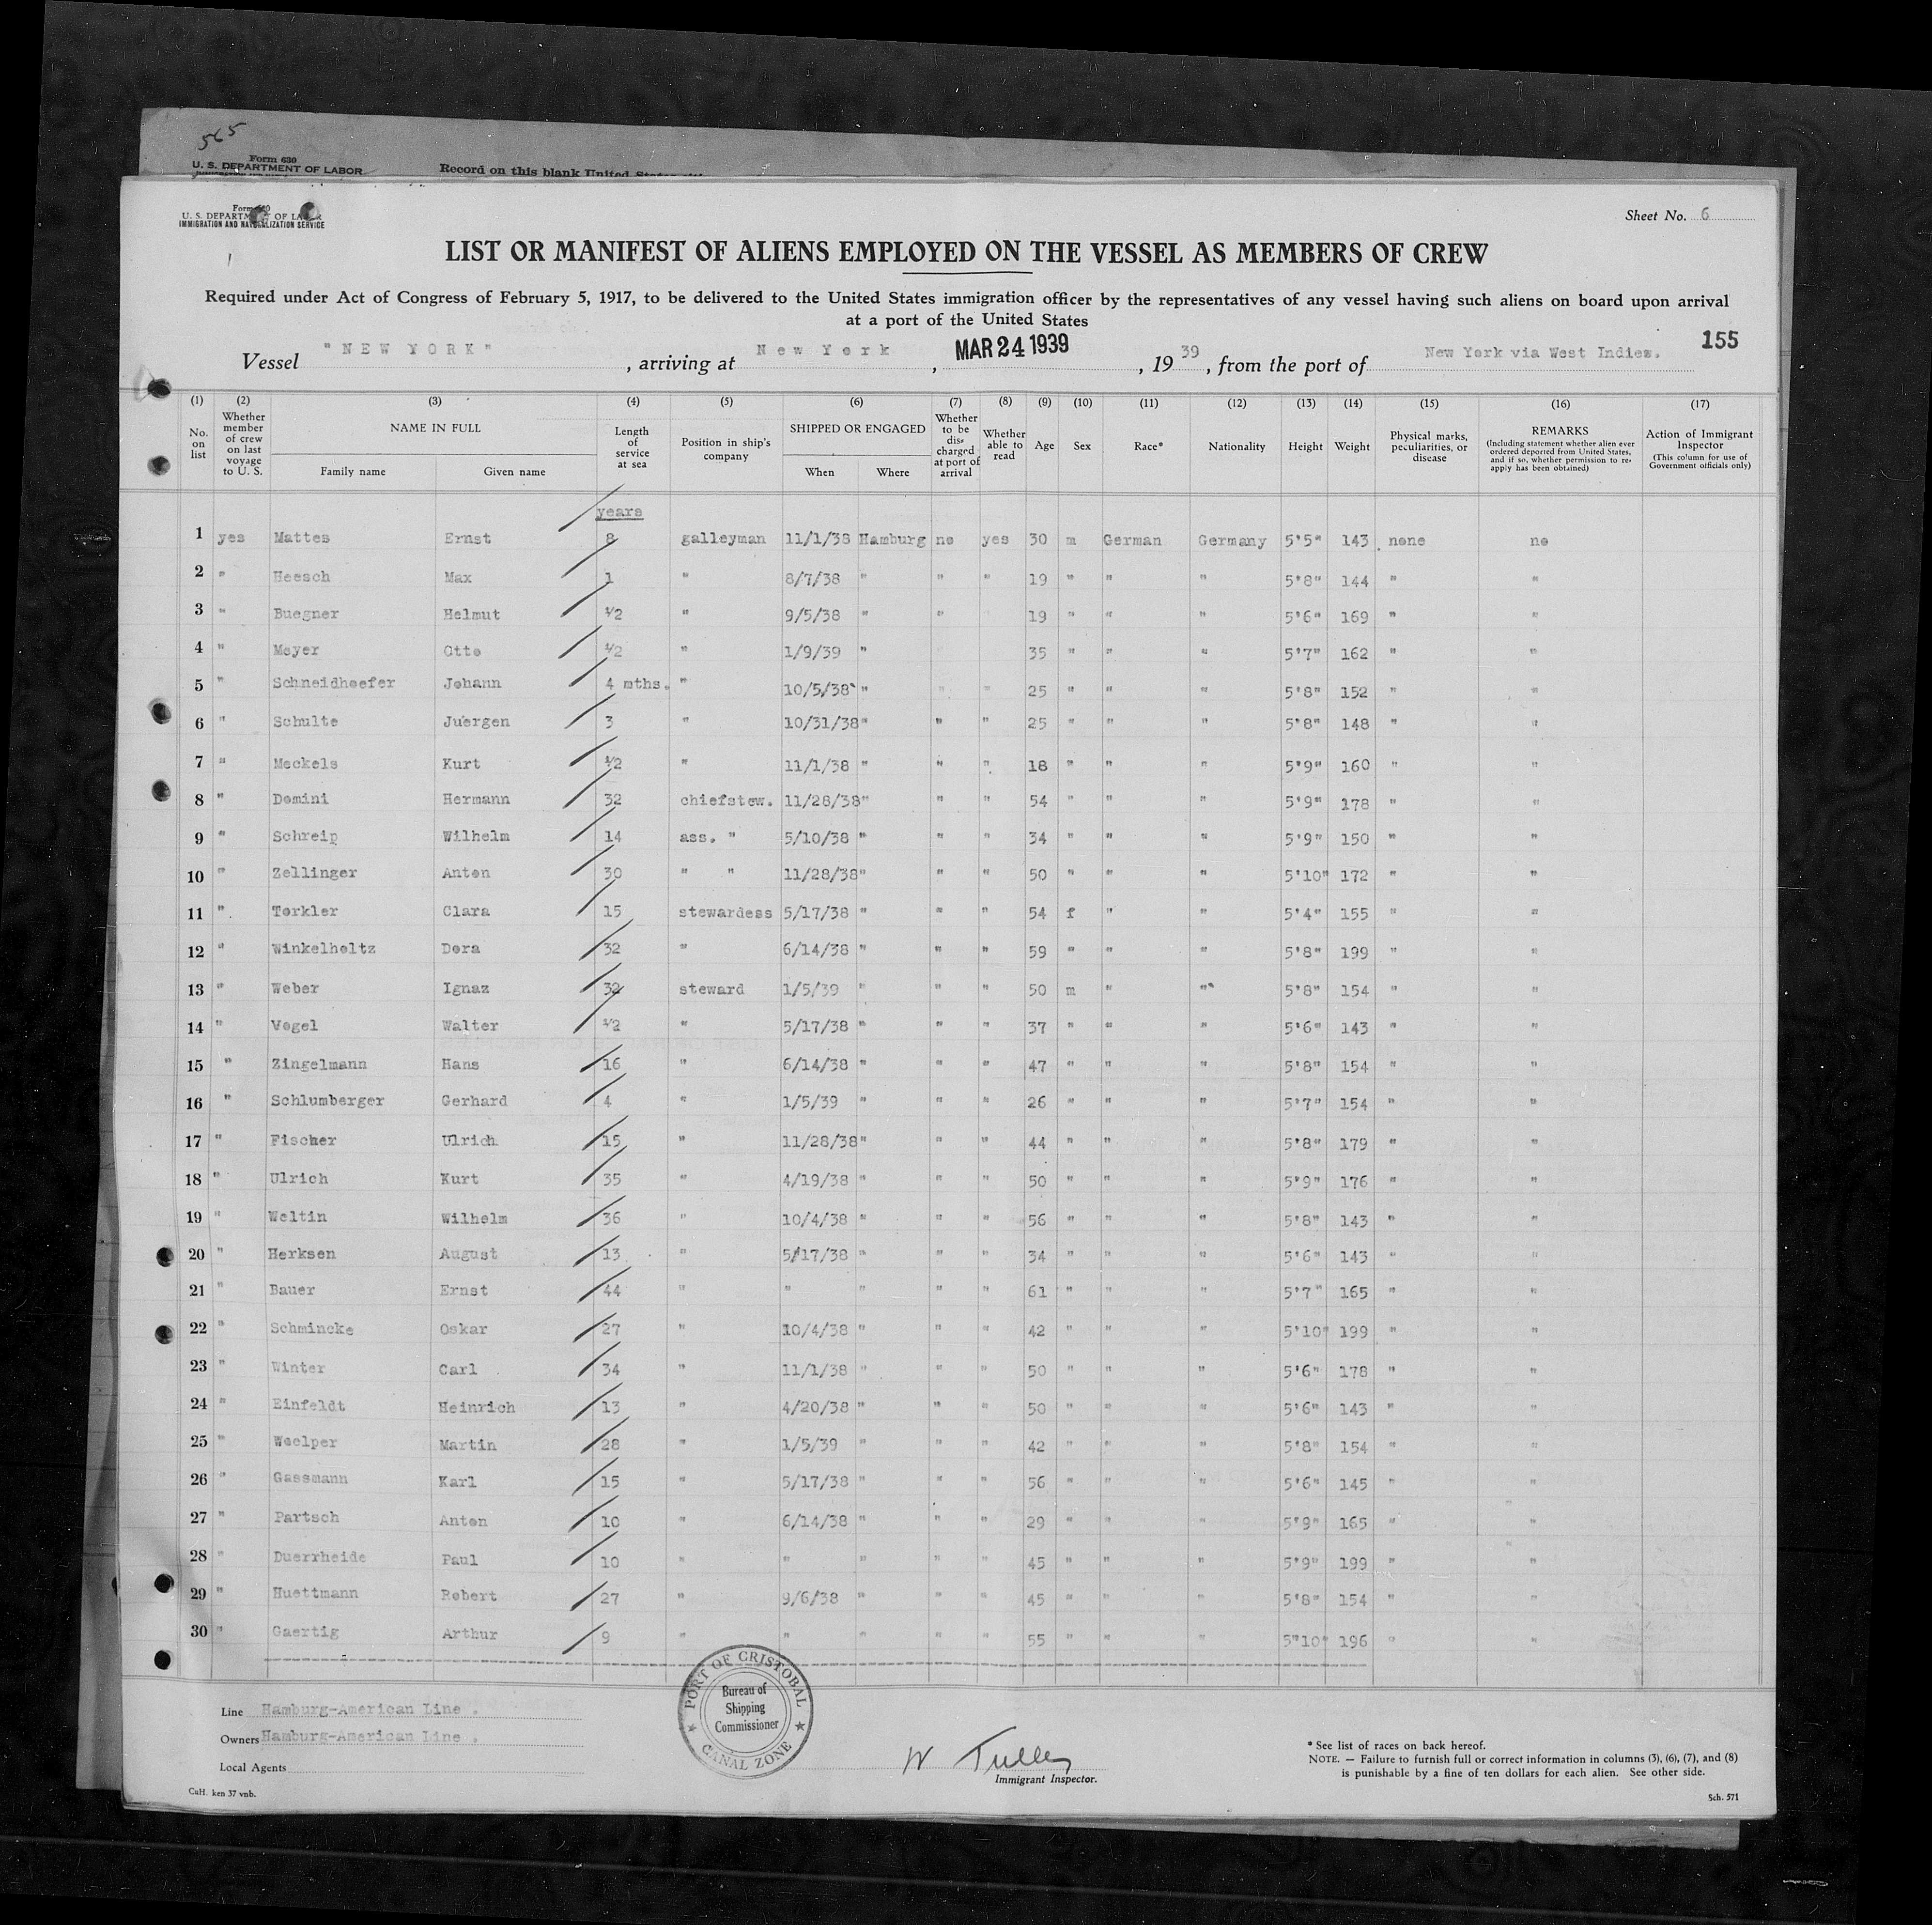 565
Form 630
U. S. DEPARTMENT OF LABOR
Record on this blank United
Form 630
U. S. DEPARTMENT OF LABOR
IMMIGRATION AND NATURALIZATION SERVICE
Sheet No. 6
LIST OR MANIFEST OF ALIENS EMPLOYED ON THE VESSEL AS MEMBERS OF CREW
Required under Act of Congress of February 5, 1917, to be delivered to the United States immigration officer by the representatives of any vessel having such aliens on board upon arrival
at a port of the United States
155
Vessel "NEW YORK", arriving at New York, MAR 24 1939, 1939, from the port of New York via West Indies.
(1) (2) (3) (4) (5) (6) (7) (8) (9) (10) (11) (12) (13) (14) (15) (16) (17)
No. on list
Whether member of crew on last voyage to U. S.
NAME IN FULL
Family name Given name
Length of service at sea
Position in ship's company
SHIPPED OR ENGAGED
When Where
Whether to be discharged at port of arrival
Whether able to read
Age Sex Race* Nationality Height Weight
Physical marks, peculiarities, or disease
REMARKS
(Including statement whether alien ever ordered deported from United States, and if so, whether permission to reapply has been obtained)
Action of Immigrant Inspector
(This column for use of Government officials only)
years
1 yes Mattes Ernst 8 galleyman 11/1/38 Hamburg no yes 30 m German Germany 5'5" 143 none no
2 " Heesch Max 1 " 8/7/38 " " " 19 " " " 5'8" 144 " "
3 " Buegner Helmut 1/2 " 9/5/38 " " 19 " " " 5'6" 169 " "
4 " Meyer Otto 1/2 " 1/9/39 " 35 " " " 5'7" 162 " "
5 " Schneidhoefer Johann 4 mths. " 10/5/38 " " " 25 " " " 5'8" 152 " "
6 " Schulte Juergen 3 " 10/31/38 " " " 25 " " " 5'8" 148 " "
7 " Meckels Kurt 1/2 " 11/1/38 " " " 18 " " " 5'9" 160 " "
8 " Domini Hermann 32 chiefstew. 11/28/38 " " " 54 " " " 5'9" 178 " "
9 " Schreip Wilhelm 14 ass. " 5/10/38 " " " 34 " " " 5'9" 150 " "
10 " Zellinger Anton 30 " " 11/28/38 " " " 50 " " " 5'10" 172 " "
11 " Torkler Clara 15 stewardess 5/17/38 " " " 54 f " " 5'4" 155 " "
12 " Winkelholtz Dora 32 " 6/14/38 " " " 59 " " " 5'8" 199 " "
13 " Weber Ignaz 32 steward 1/5/39 " " " 50 m " " 5'8" 154 " "
14 " Vogel Walter 1/2 " 5/17/38 " " " 37 " " " 5'6" 143 " "
15 " Zingelmann Hans 16 " 6/14/38 " " " 47 " " " 5'8" 154 " "
16 " Schlumberger Gerhard 4 " 1/5/39 " " " 26 " " " 5'7" 154 " "
17 " Fischer Ulrich 15 " 11/28/38 " " " 44 " " " 5'8" 179 " "
18 " Ulrich Kurt 35 " 4/19/38 " " " 50 " " " 5'9" 176 " "
19 " Weltin Wilhelm 36 " 10/4/38 " " " 56 " " " 5'8" 143 " "
20 " Herksen August 13 " 5/17/38 " " " 34 " " " 5'6" 143 " "
21 " Bauer Ernst 44 " " " " " 61 " " " 5'7" 165 " "
22 " Schmincke Oskar 27 " 10/4/38 " " " 42 " " " 5'10" 199 " "
23 " Winter Carl 34 " 11/1/38 " " " 50 " " " 5'6" 178 " "
24 " Einfeldt Heinrich 13 " 4/20/38 " " " 50 " " " 5'6" 143 " "
25 " Woelper Martin 28 " 1/5/39 " " " 42 " " " 5'8" 154 " "
26 " Gassmann Karl 15 " 5/17/38 " " " 56 " " " 5'6" 145 " "
27 " Partsch Anton 10 " 6/14/38 " " " 29 " " " 5'9" 165 " "
28 " Duerrheide Paul 10 " " " " " 45 " " " 5'9" 199 " "
29 " Huettmann Robert 27 " 9/6/38 " " " 45 " " " 5'8" 154 " "
30 " Gaertig Arthur 9 " " " " " 55 " " " 5"10" 196 " "
PORT OF CRISTOBAL
Bureau of Shipping Commissioner
CANAL ZONE
Line Hamburg-American Line .
Owners Hamburg-American Line .
Local Agents
W Tulley
Immigrant Inspector.
* See list of races on back hereof.
NOTE. — Failure to furnish full or correct information in columns (3), (6), (7), and (8)
is punishable by a fine of ten dollars for each alien. See other side.
CuH. ken 37 vnb.
Sch. 571